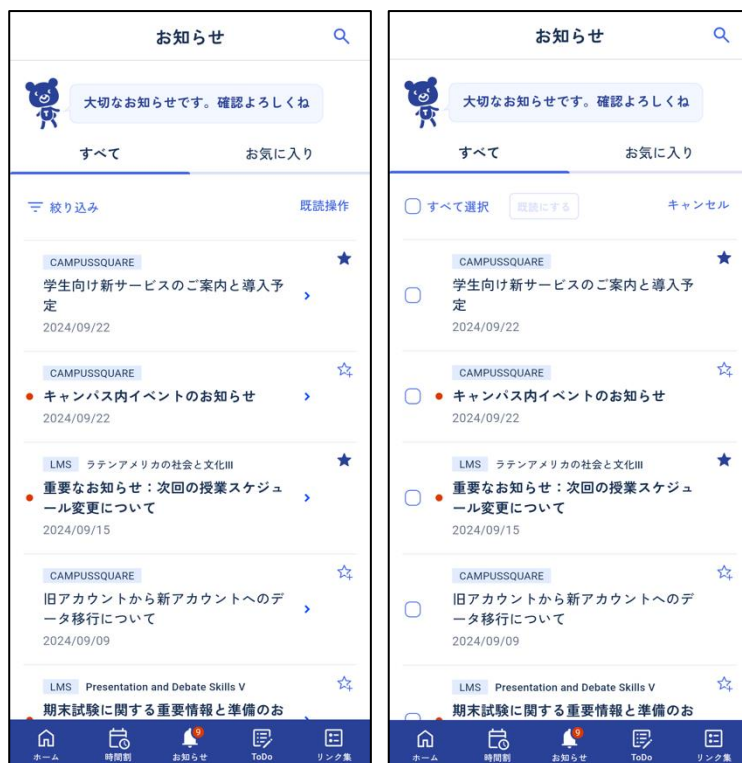 お知らせ
大切なお知らせです。確認よろしくね
すべて
お気に入り
絞り込み
既読操作
CAMPUSSQUARE
学生向け新サービスのご案内と導入予
定
2024/09/22
CAMPUSSQUARE
キャンパス内イベントのお知らせ
2024/09/22
LMS ラテンアメリカの社会と文化III
重要なお知らせ：次回の授業スケジュ
ール変更について
2024/09/15
CAMPUSSQUARE
旧アカウントから新アカウントへのデ
ータ移行について
2024/09/09
LMS Presentation and Debate Skills V
期末試験に関する重要情報と準備のお
9
ホーム
時間割
お知らせ
ToDo
リンク集
お知らせ
大切なお知らせです。確認よろしくね
すべて
お気に入り
すべて選択
既読にする
キャンセル
CAMPUSSQUARE
学生向け新サービスのご案内と導入予
定
2024/09/22
CAMPUSSQUARE
キャンパス内イベントのお知らせ
2024/09/22
LMS ラテンアメリカの社会と文化III
重要なお知らせ：次回の授業スケジュ
ール変更について
2024/09/15
CAMPUSSQUARE
旧アカウントから新アカウントへのデ
ータ移行について
2024/09/09
LMS Presentation and Debate Skills V
期末試験に関する重要情報と準備のお
9
ホーム
時間割
お知らせ
ToDo
リンク集